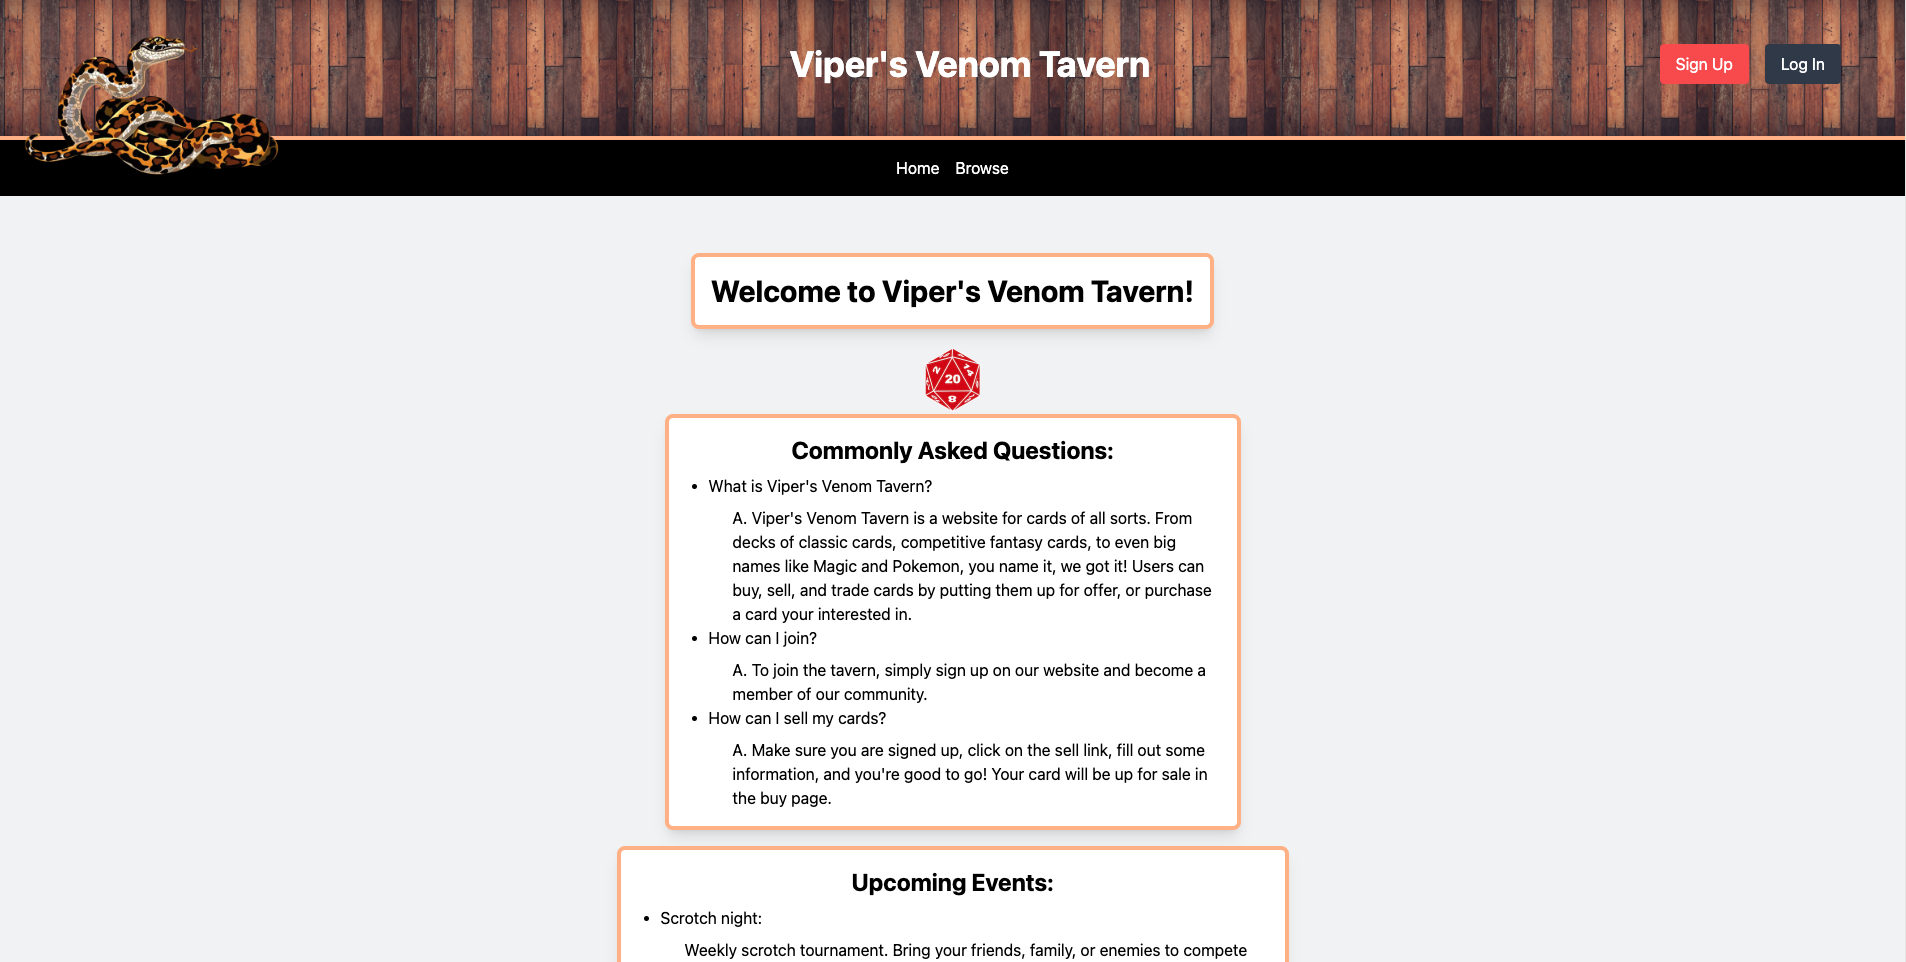 Viper's Venom Tavern
Sign Up
Log In
Home
Browse
Welcome to Viper's Venom Tavern!
2
14
20
8
Commonly Asked Questions:
• What is Viper's Venom Tavern?
A. Viper's Venom Tavern is a website for cards of all sorts. From
decks of classic cards, competitive fantasy cards, to even big
names like Magic and Pokemon, you name it, we got it! Users can
buy, sell, and trade cards by putting them up for offer, or purchase
a card your interested in.
• How can I join?
A. To join the tavern, simply sign up on our website and become a
member of our community.
• How can I sell my cards?
A. Make sure you are signed up, click on the sell link, fill out some
information, and you're good to go! Your card will be up for sale in
the buy page.
Upcoming Events:
• Scrotch night:
Weekly scrotch tournament. Bring your friends, family, or enemies to compete